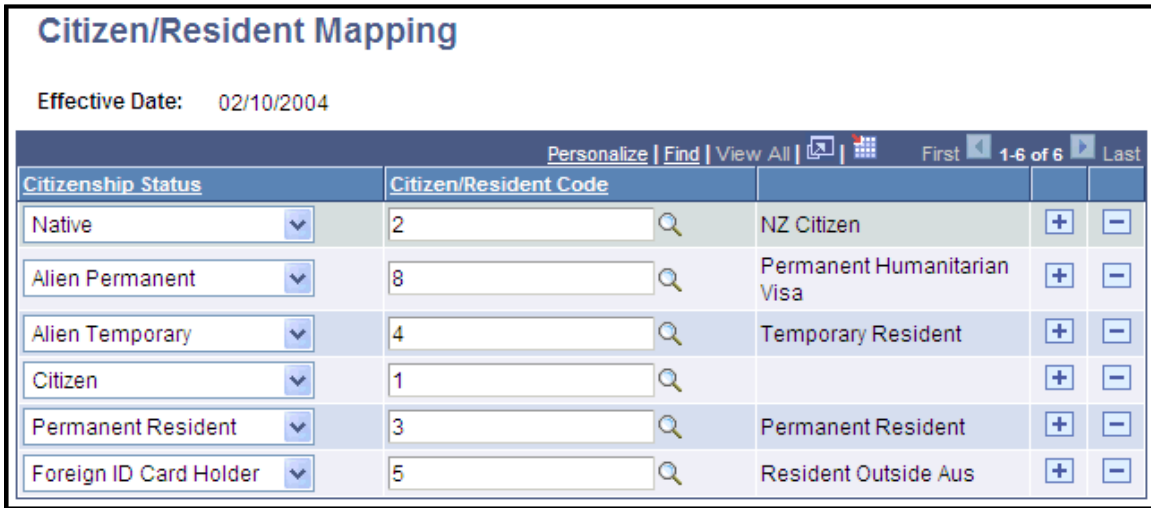 Citizen/Resident Mapping
Effective Date: 02/10/2004
Personalize | Find | View All | | First 1-6 of 6 Last
Citizenship Status Citizen/Resident Code
Native 2 NZ Citizen
Alien Permanent 8 Permanent Humanitarian
Visa
Alien Temporary 4 Temporary Resident
Citizen 1
Permanent Resident 3 Permanent Resident
Foreign ID Card Holder 5 Resident Outside Aus